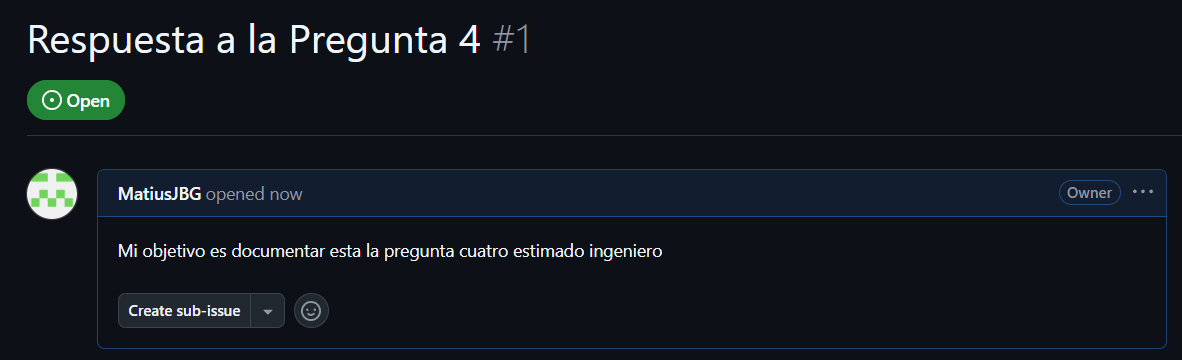 Respuesta a la Pregunta 4 #1
Open
MatiusJBG opened now
Owner
Mi objetivo es documentar esta la pregunta cuatro estimado ingeniero
Create sub-issue